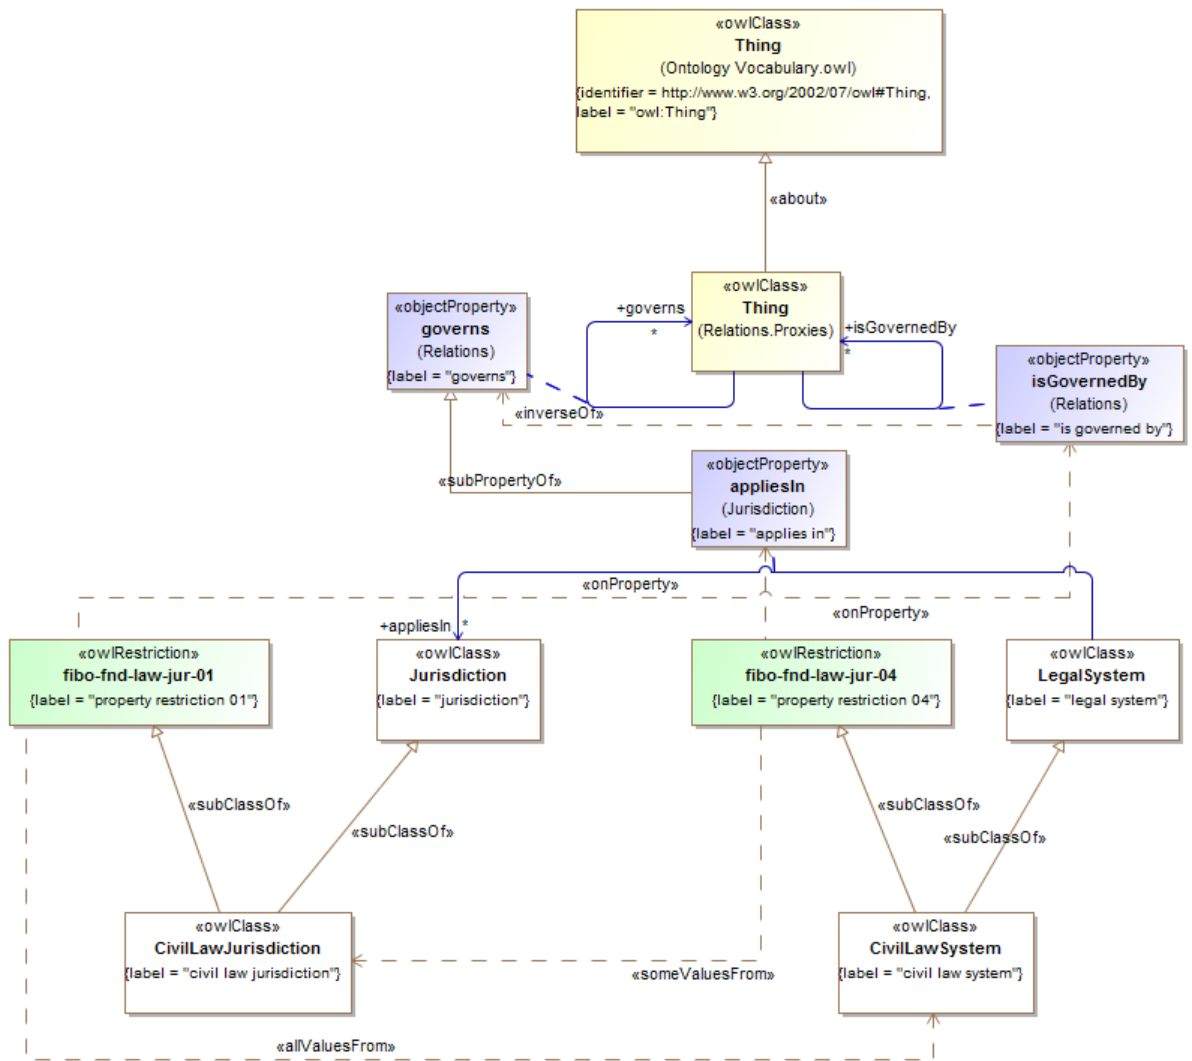 «owlClass»
Thing
(Ontology Vocabulary.owl)
{identifier = http://www.w3.org/2002/07/owl#Thing,
label = "owl:Thing"}
«about»
«owlClass»
Thing
(Relations.Proxies)
+governs
*
+isGovernedBy
*
«objectProperty»
governs
(Relations)
{label = "governs"}
«objectProperty»
isGovernedBy
(Relations)
{label = "is governed by"}
«inverseOf»
«subPropertyOf»
«objectProperty»
appliesIn
(Jurisdiction)
{label = "applies in"}
«onProperty»
«onProperty»
+appliesIn
*
«owlRestriction»
fibo-fnd-law-jur-01
{label = "property restriction 01"}
«owlClass»
Jurisdiction
{label = "jurisdiction"}
«owlRestriction»
fibo-fnd-law-jur-04
{label = "property restriction 04"}
«owlClass»
LegalSystem
{label = "legal system"}
«subClassOf»
«subClassOf»
«subClassOf»
«subClassOf»
«owlClass»
CivilLawJurisdiction
{label = "civil law jurisdiction"}
«someValuesFrom»
«owlClass»
CivilLawSystem
{label = "civil law system"}
«allValuesFrom»